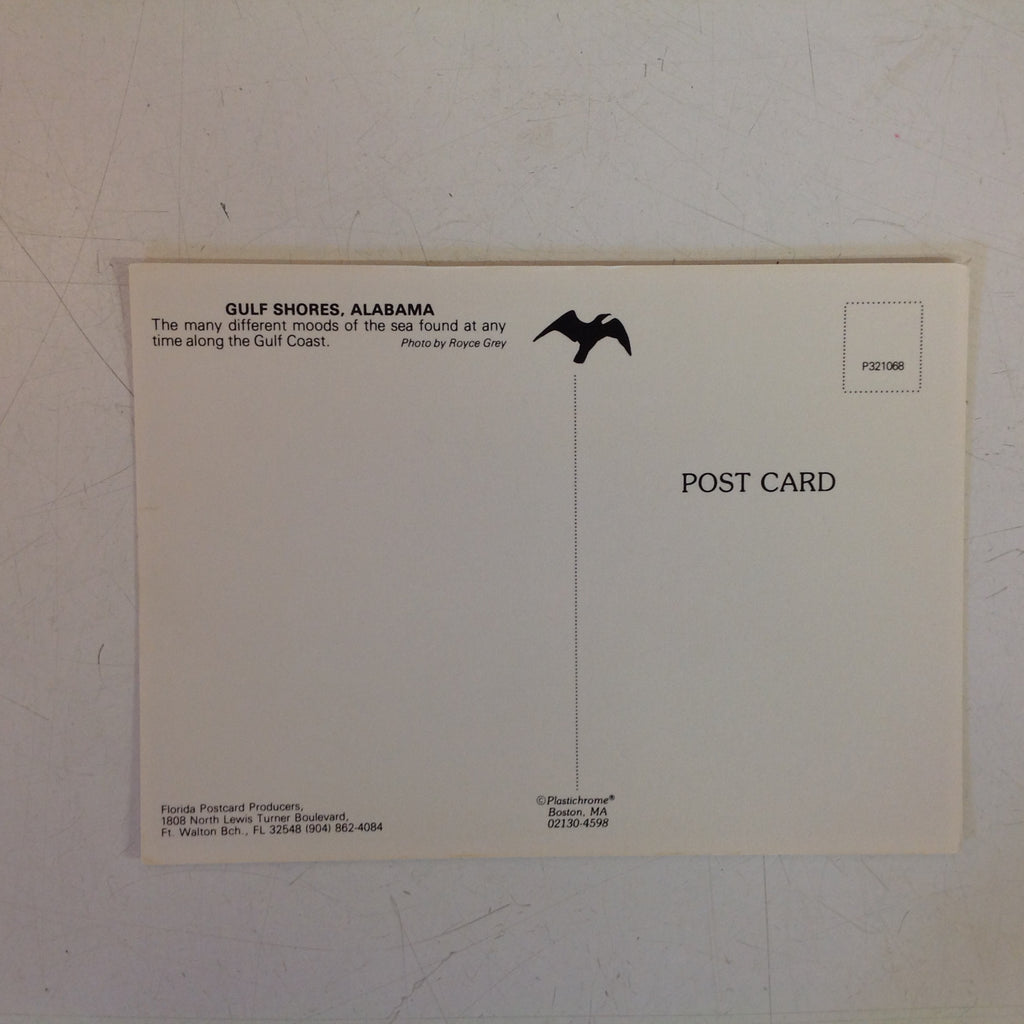 GULF SHORES, ALABAMA
The many different moods of the sea found at any
time along the Gulf Coast. Photo by Royce Grey
P321068
POST CARD
Florida Postcard Producers,
1808 North Lewis Turner Boulevard,
Ft. Walton Bch., FL 32548 (904) 862-4084
©Plastichrome®
Boston, MA
02130-4598